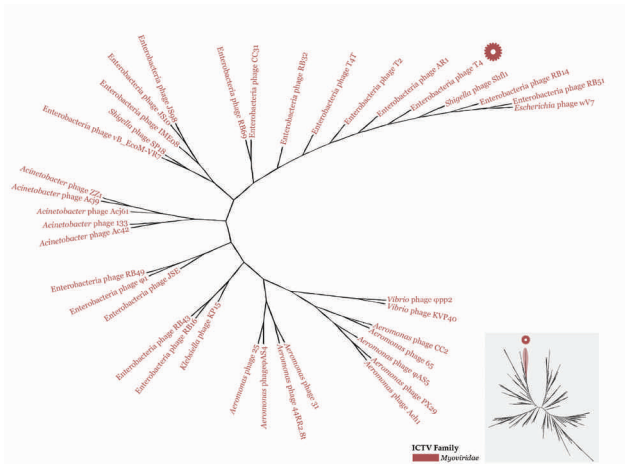 Enterobacteria phage JS98
Enterobacteria phage JS10
Enterobacteria phage IME08
Shigella phage SP18
Enterobacteria phage vB_EcoM-VR7
Enterobacteria phage RB69
Enterobacteria phage CC31
Enterobacteria phage RB32
Enterobacteria phage T4T
Enterobacteria phage T2
Enterobacteria phage AR1
Enterobacteria phage T4
Shigella phage Shfl1
Enterobacteria phage RB14
Enterobacteria phage RB51
Escherichia phage wV7
Acinetobacter phage ZZ1
Acinetobacter phage Acj9
Acinetobacter phage Acj61
Acinetobacter phage 133
Acinetobacter phage Ac42
Enterobacteria phage RB49
Enterobacteria phage φ1
Enterobacteria phage JSE
Enterobacteria phage RB43
Enterobacteria phage RB16
Klebsiella phage KP15
Aeromonas phage 25
Aeromonas phageφAS4
Aeromonas phage 44RR2.8t
Aeromonas phage 31
Vibrio phage φpp2
Vibrio phage KVP40
Aeromonas phage CC2
Aeromonas phage 65
Aeromonas phage φAS5
Aeromonas phage PX29
Aeromonas phage Aeh1
ICTV Family
Myoviridae